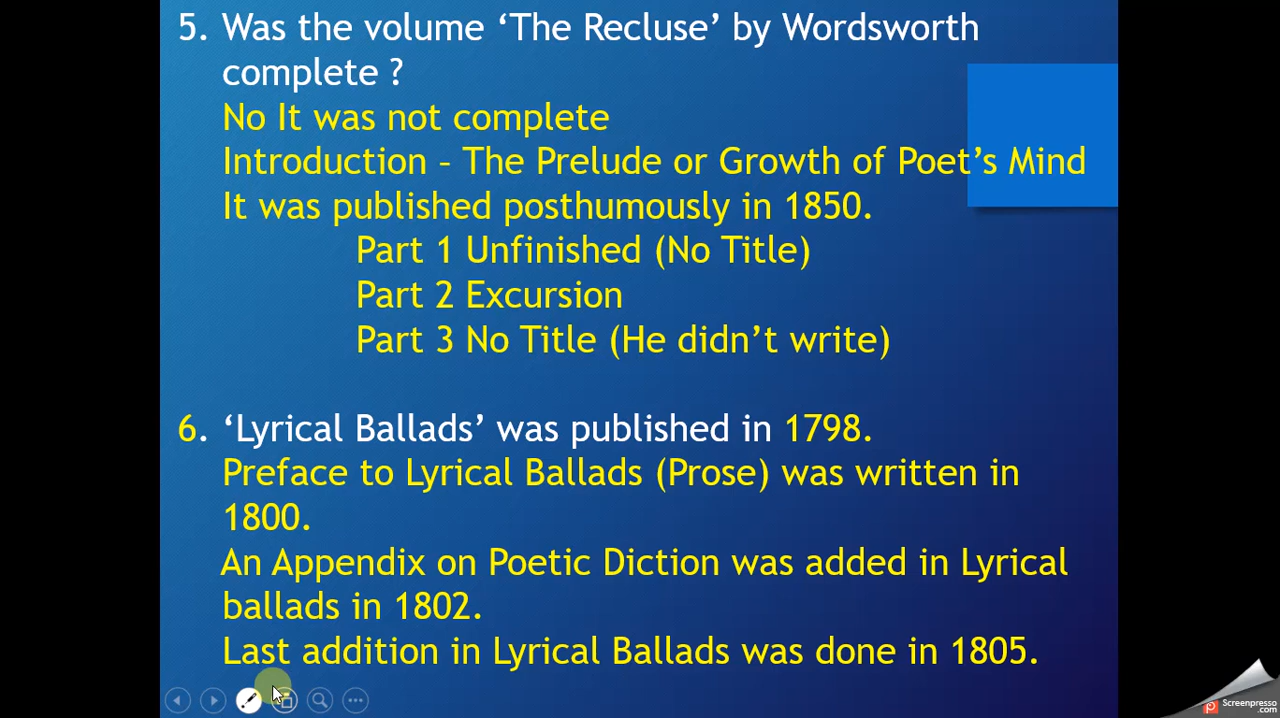 5. Was the volume ‘The Recluse’ by Wordsworth
complete ?
No It was not complete
Introduction – The Prelude or Growth of Poet’s Mind
It was published posthumously in 1850.
Part 1 Unfinished (No Title)
Part 2 Excursion
Part 3 No Title (He didn’t write)
6. ‘Lyrical Ballads’ was published in 1798.
Preface to Lyrical Ballads (Prose) was written in
1800.
An Appendix on Poetic Diction was added in Lyrical
ballads in 1802.
Last addition in Lyrical Ballads was done in 1805.
Screenpresso
.com